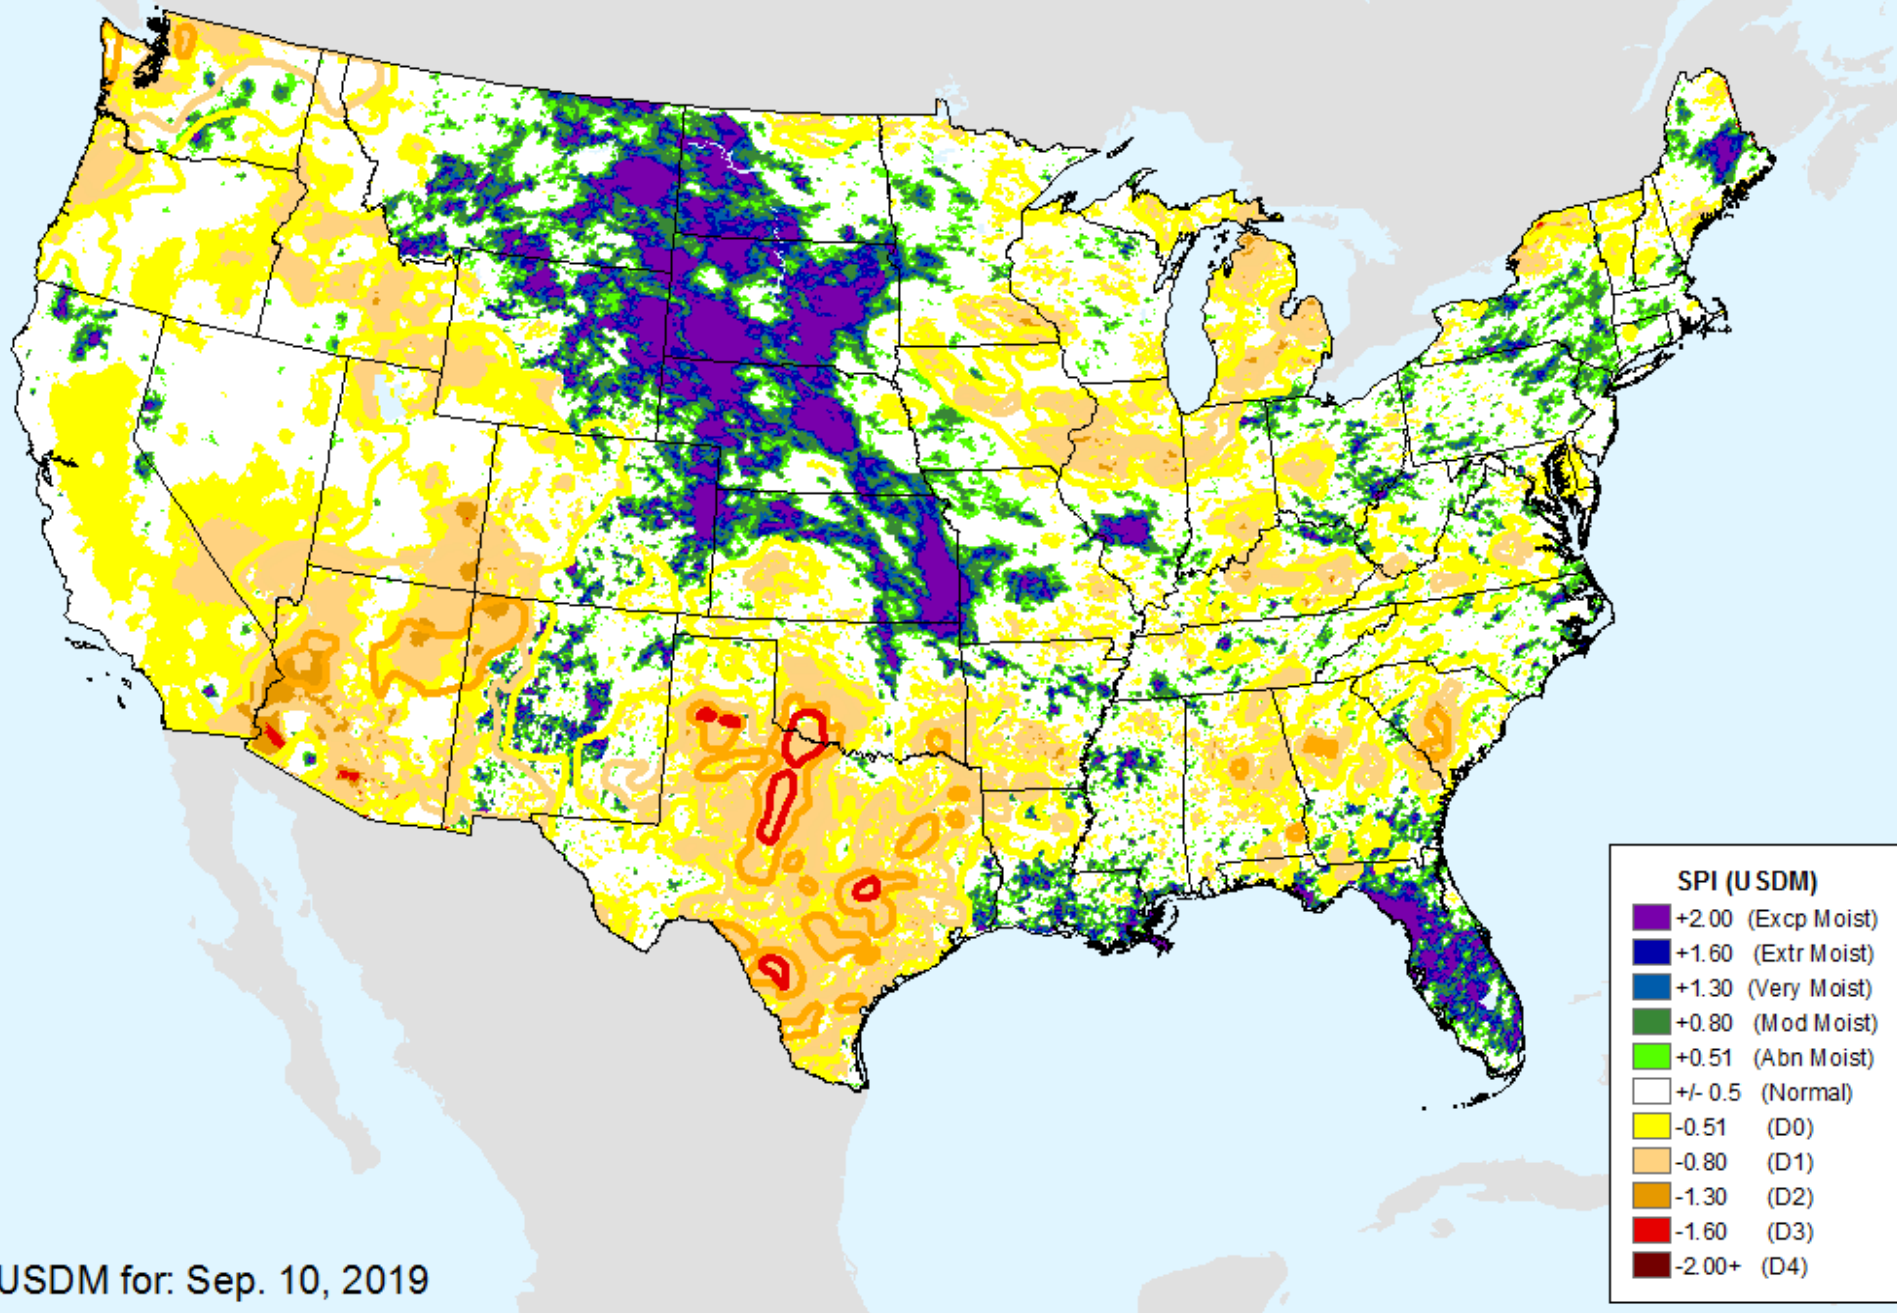 SPI (USDM)
+2.00 (Excp Moist)
+1.60 (Extr Moist)
+1.30 (Very Moist)
+0.80 (Mod Moist)
+0.51 (Abn Moist)
+/- 0.5 (Normal)
-0.51 (D0)
-0.80 (D1)
-1.30 (D2)
-1.60 (D3)
-2.00+ (D4)
USDM for: Sep. 10, 2019